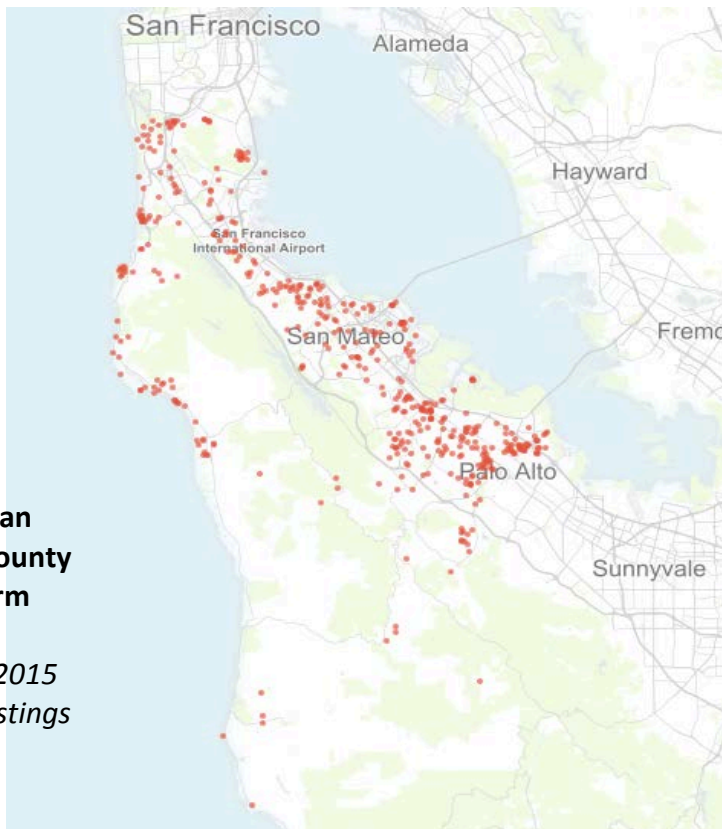 San Francisco
Alameda
Hayward
San Francisco
International Airport
San Mateo
Fremo
Palo Alto
an
ounty
rm
Sunnyvale
2015
stings